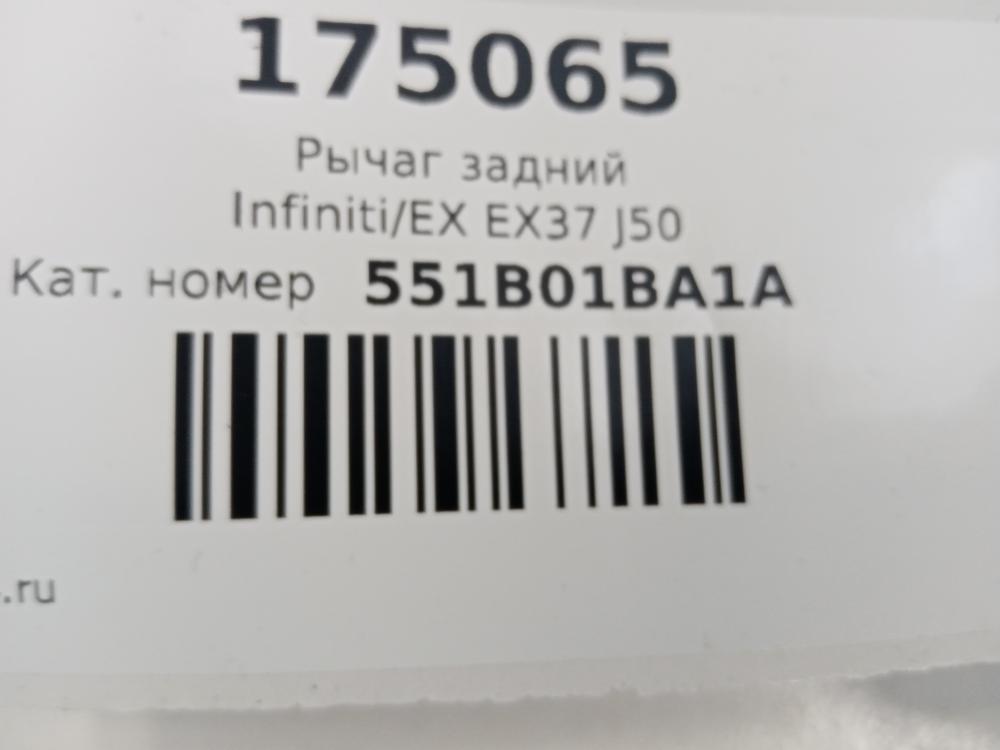 175065
Рычаг задний
Infiniti/EX EX37 J50
Кат. номер 551B01BA1A
.ru